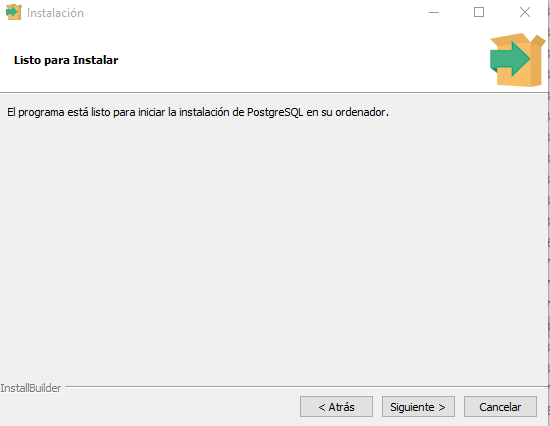 Instalación
Listo para Instalar
El programa está listo para iniciar la instalación de PostgreSQL en su ordenador.
InstallBuilder
< Atrás
Siguiente >
Cancelar